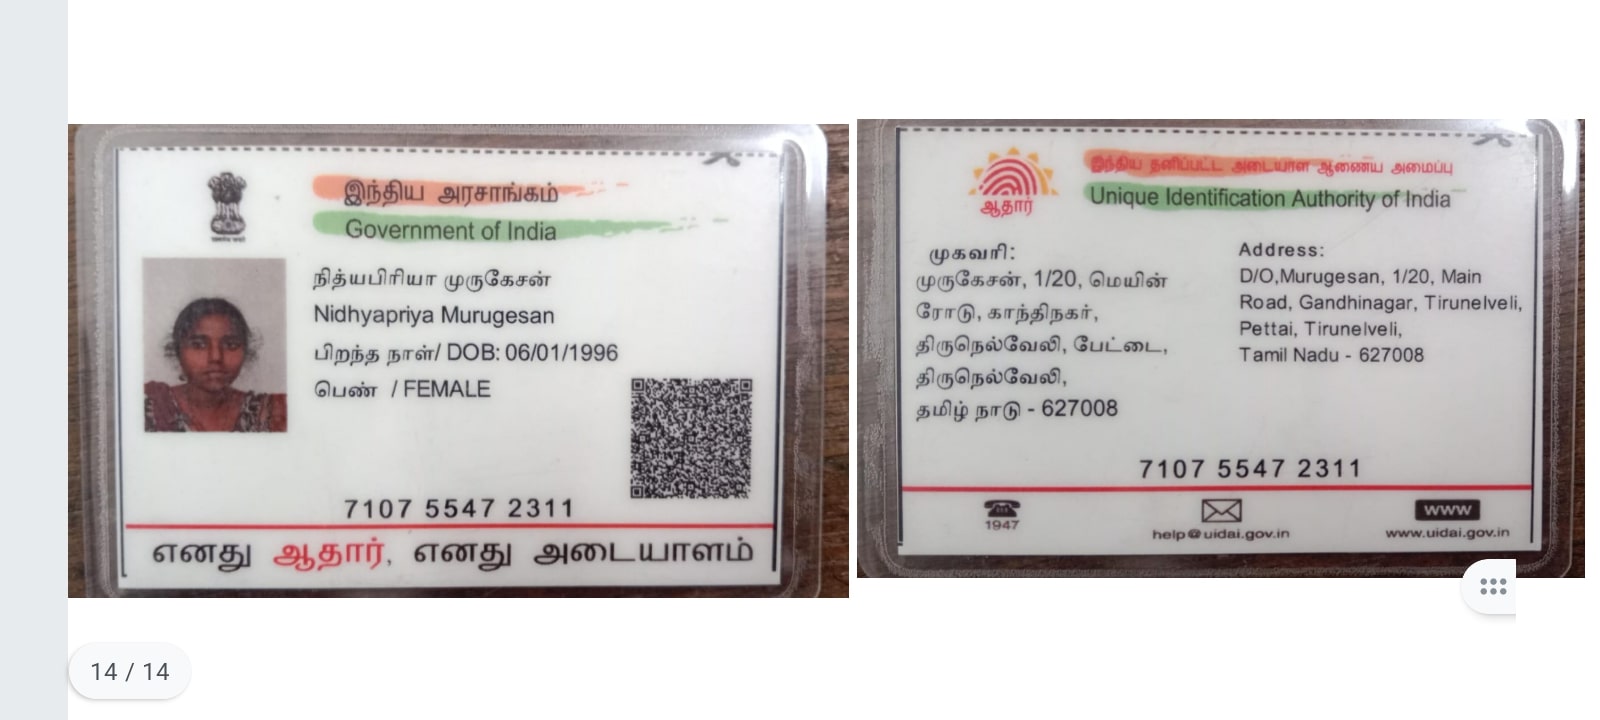 இந்திய அரசாங்கம்
Government of India
நித்யபிரியா முருகேசன்
Nidhyapriya Murugesan
பிறந்த நாள்/ DOB: 06/01/1996
பெண் / FEMALE
7107 5547 2311
எனது ஆதார், எனது அடையாளம்
இந்திய தனிப்பட்ட அடையாள ஆணைய அமைப்பு
Unique Identification Authority of India
ஆதார்
முகவரி:
முருகேசன், 1/20, மெயின்
ரோடு, காந்திநகர்,
திருநெல்வேலி, பேட்டை,
திருநெல்வேலி,
தமிழ் நாடு - 627008
Address:
D/O,Murugesan, 1/20, Main
Road, Gandhinagar, Tirunelveli,
Pettai, Tirunelveli,
Tamil Nadu - 627008
7107 5547 2311
1947
help@uidai.gov.in
WWW
www.uidai.gov.in
14 / 14